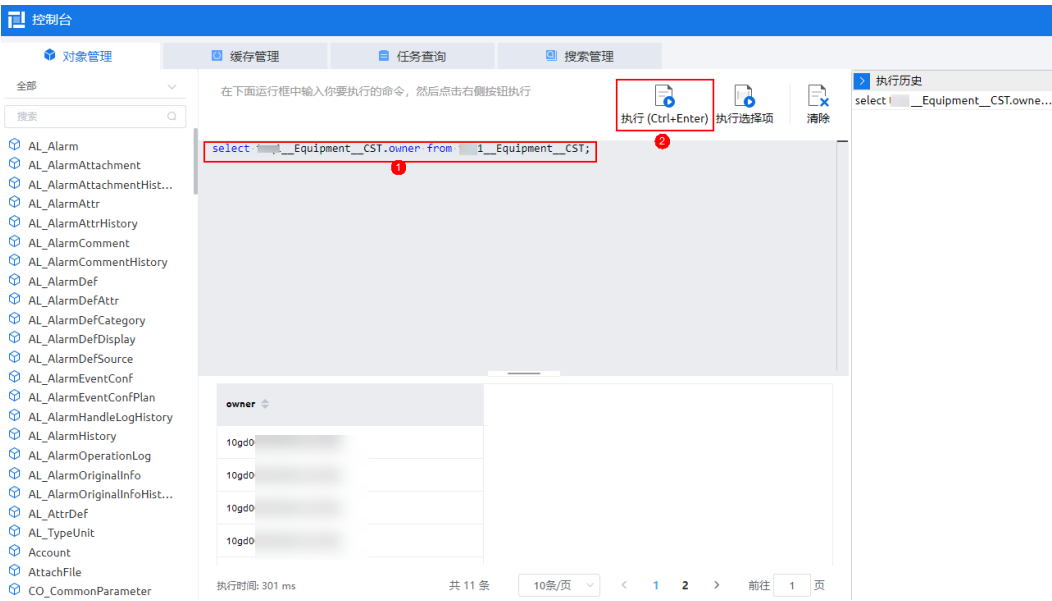 控制台
对象管理
缓存管理
任务查询
搜索管理
全部
搜索
AL_Alarm
AL_AlarmAttachment
AL_AlarmAttachmentHist...
AL_AlarmAttr
AL_AlarmAttrHistory
AL_AlarmComment
AL_AlarmCommentHistory
AL_AlarmDef
AL_AlarmDefAttr
AL_AlarmDefCategory
AL_AlarmDefDisplay
AL_AlarmDefSource
AL_AlarmEventConf
AL_AlarmEventConfPlan
AL_AlarmHandleLogHistory
AL_AlarmHistory
AL_AlarmOperationLog
AL_AlarmOriginalInfo
AL_AlarmOriginalInfoHist...
AL_AttrDef
AL_TypeUnit
Account
AttachFile
CO_CommonParameter
在下面运行框中输入你要执行的命令，然后点击右侧按钮执行
执行 (Ctrl+Enter)
执行选择项
清除
2
select __Equipment__CST.owner from 1__Equipment__CST;
1
owner
10gd0
10gd0
10gd0
10gd0
执行时间: 301 ms
共 11 条
10条/页
1
2
前往 1 页
执行历史
select __Equipment__CST.owne...